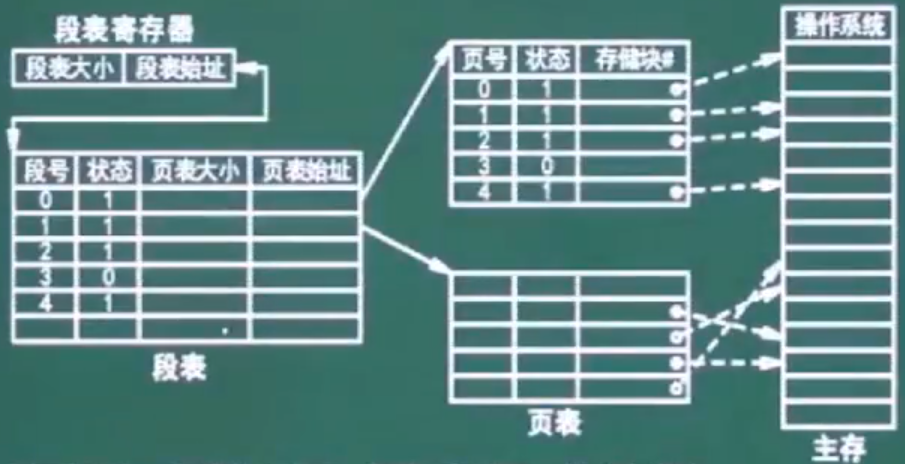 段表寄存器
段表大小 段表始址
段号 状态 页表大小 页表始址
0 1
1 1
2 1
3 0
4 1
段表
页号 状态 存储块#
0 1
1 1
2 1
3 0
4 1
页表
操作系统
主存